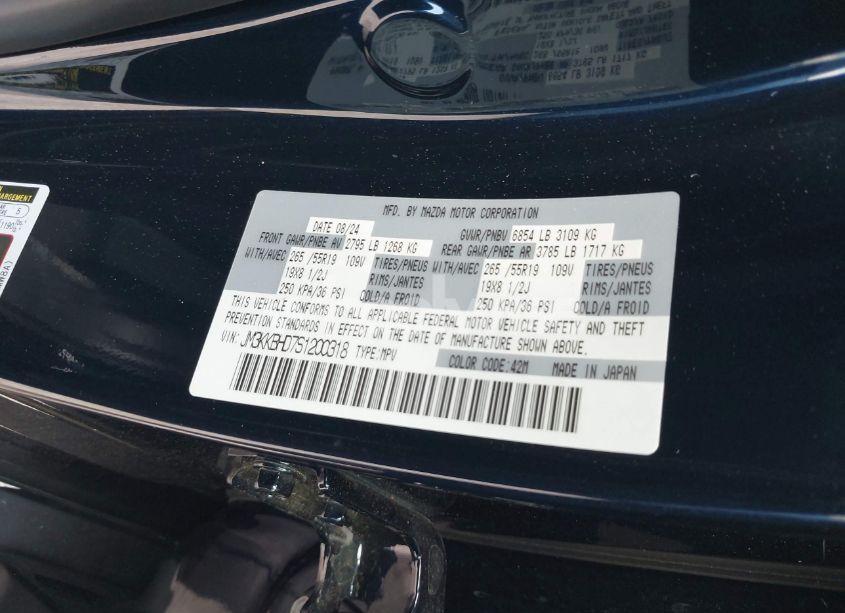 MFD. BY MAZDA MOTOR CORPORATION
DATE 08/24 GVWR/PNBV 6854 LB 3109 KG
FRONT GAWR/PNBE AV 2795 LB 1268 KG REAR GAWR/PNBE AR 3785 LB 1717 KG
WITH/AVEC 265 /55R19 109V TIRES/PNEUS WITH/AVEC 265 /55R19 109V TIRES/PNEUS
19X8 1/2J RIMS/JANTES 19X8 1/2J RIMS/JANTES
250 KPA/36 PSI COLD/A FROID 250 KPA/36 PSI COLD/A FROID
THIS VEHICLE CONFORMS TO ALL APPLICABLE FEDERAL MOTOR VEHICLE SAFETY AND THEFT
PREVENTION STANDARDS IN EFFECT ON THE DATE OF MANUFACTURE SHOWN ABOVE.
VIN: JM3KKBHD7S1200318 TYPE:MPV
COLOR CODE:42M MADE IN JAPAN